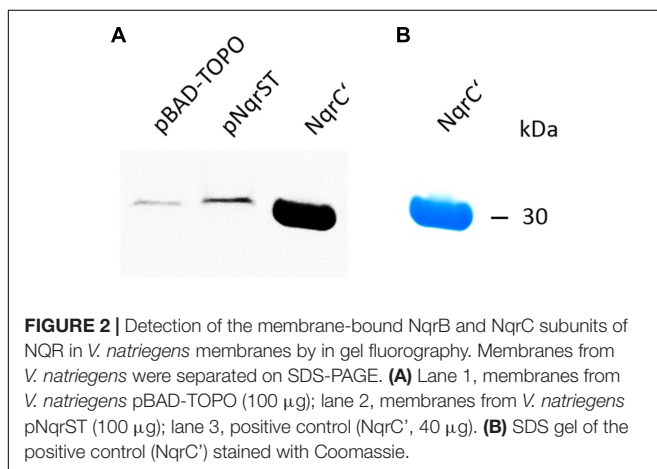 A
B
pBAD-TOPO
pNqrST
NqrC‘
NqrC‘
kDa
30
FIGURE 2 | Detection of the membrane-bound NqrB and NqrC subunits of
NQR in V. natriegens membranes by in gel fluorography. Membranes from
V. natriegens were separated on SDS-PAGE. (A) Lane 1, membranes from
V. natriegens pBAD-TOPO (100 μg); lane 2, membranes from V. natriegens
pNqrST (100 μg); lane 3, positive control (NqrC’, 40 μg). (B) SDS gel of the
positive control (NqrC’) stained with Coomassie.